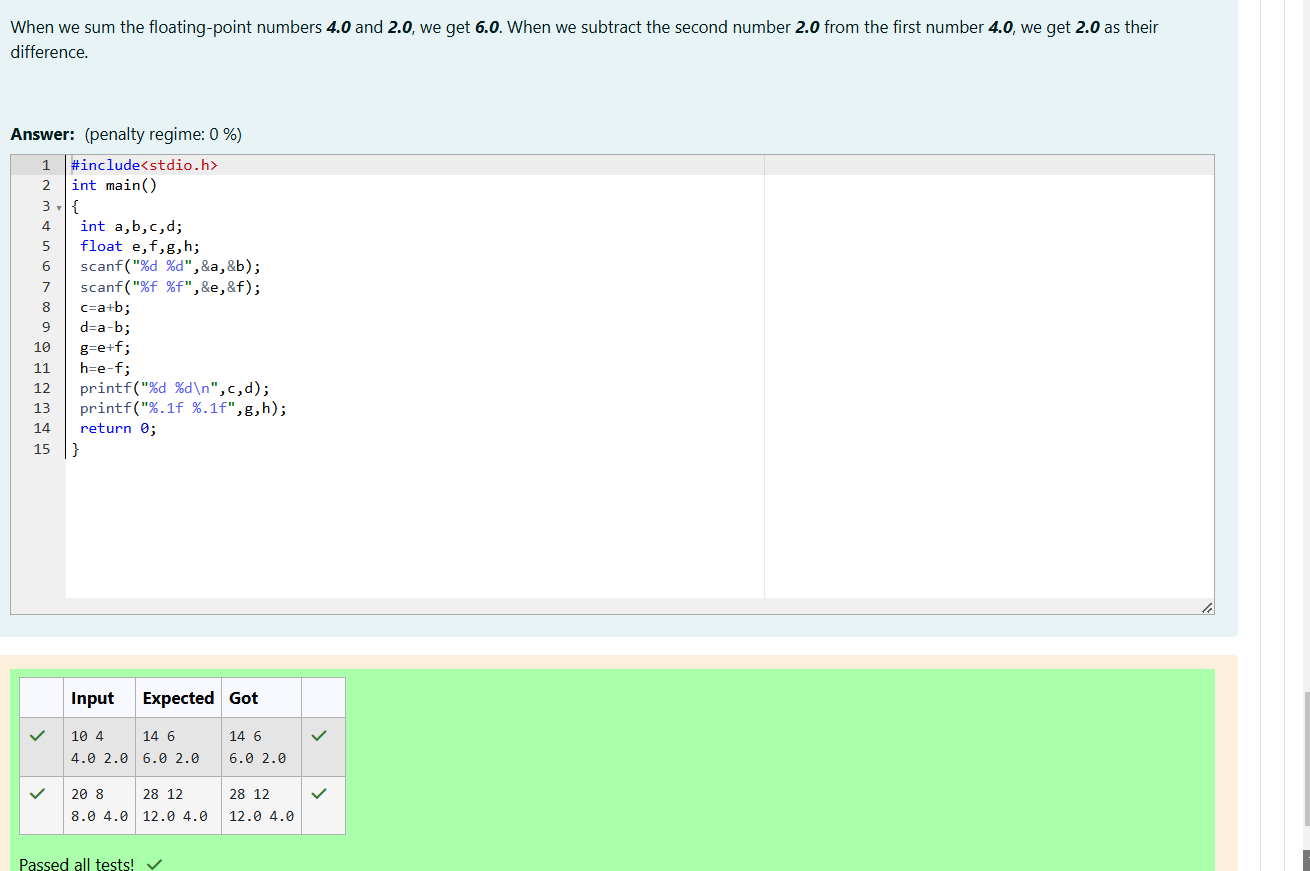 When we sum the floating-point numbers 4.0 and 2.0, we get 6.0. When we subtract the second number 2.0 from the first number 4.0, we get 2.0 as their
difference.
Answer: (penalty regime: 0 %)
1 #include<stdio.h>
2 int main()
3 {
4 int a,b,c,d;
5 float e,f,g,h;
6 scanf("%d %d",&a,&b);
7 scanf("%f %f",&e,&f);
8 c=a+b;
9 d=a-b;
10 g=e+f;
11 h=e-f;
12 printf("%d %d\n",c,d);
13 printf("%.1f %.1f",g,h);
14 return 0;
15 }
Input Expected Got
10 4 14 6 14 6
4.0 2.0 6.0 2.0 6.0 2.0
20 8 28 12 28 12
8.0 4.0 12.0 4.0 12.0 4.0
Passed all tests!